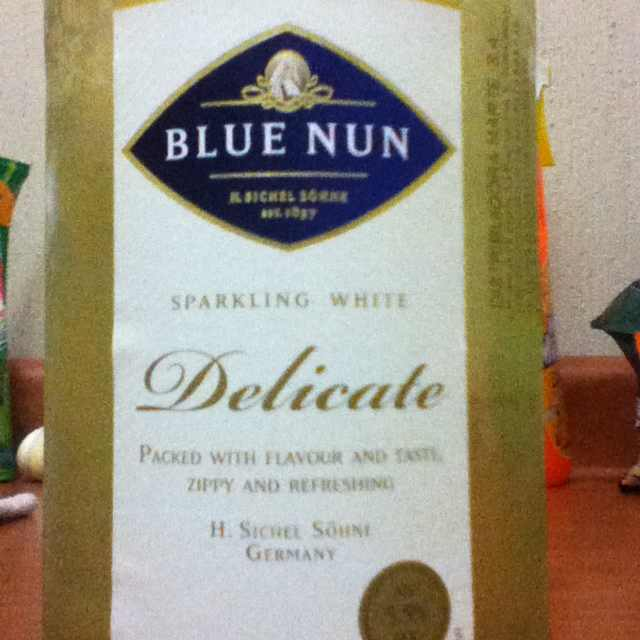 BLUE NUN
H. SICHEL SÖHNE
EST. 1857
SPARKLING WHITE
Delicate
PACKED WITH FLAVOUR AND TASTE,
ZIPPY AND REFRESHING
H. SICHEL SÖHNE
GERMANY